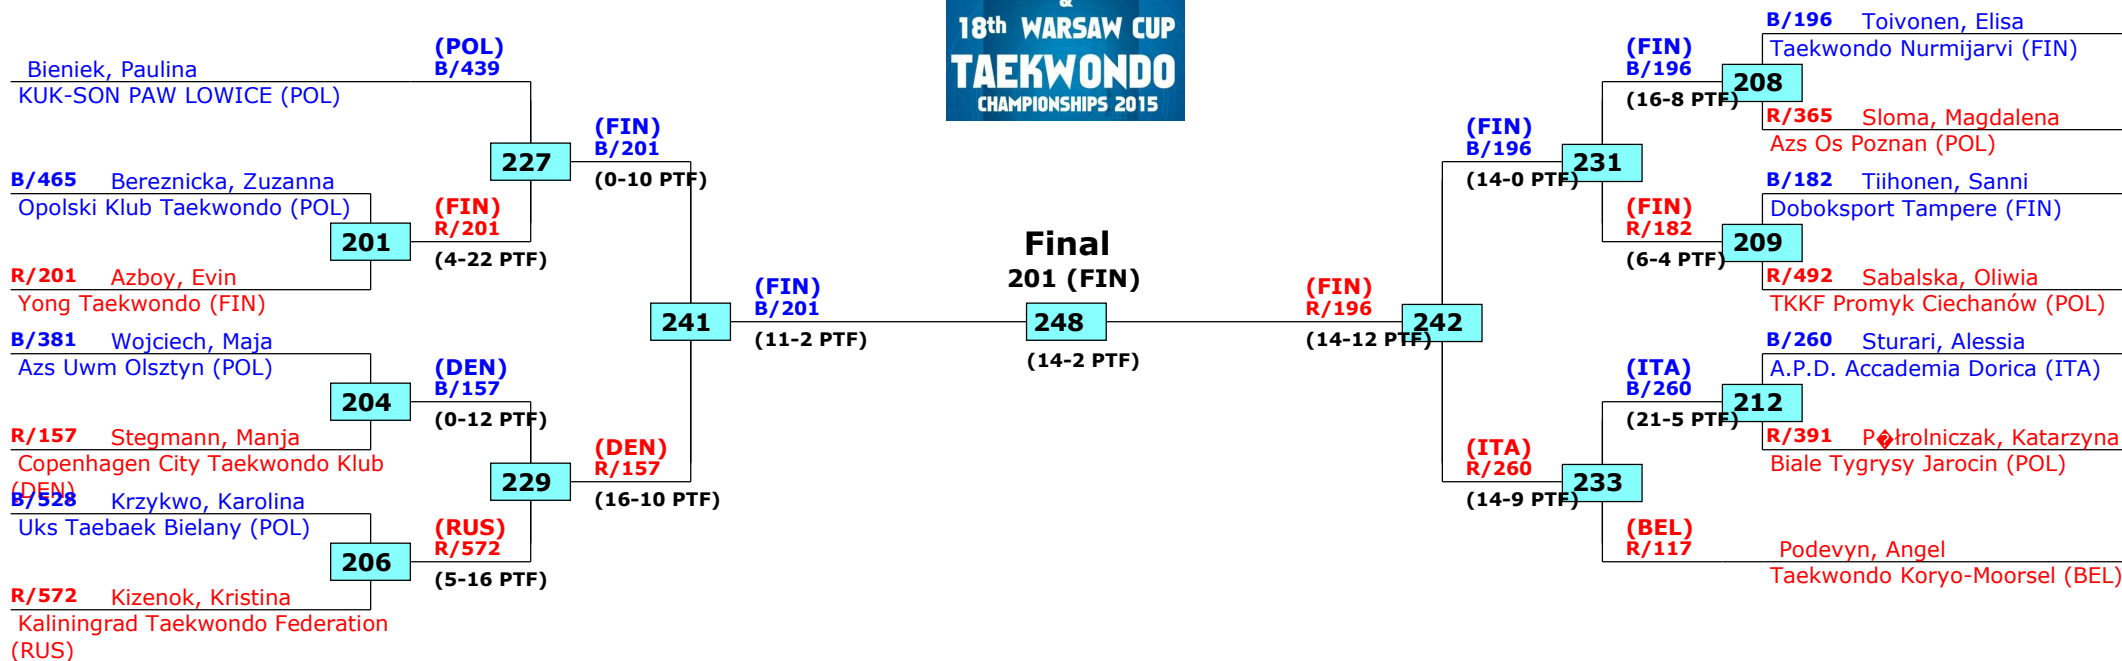 &
18th WARSAW CUP
TAEKWONDO
CHAMPIONSHIPS 2015
Bieniek, Paulina
KUK-SON PAW LOWICE (POL)
(POL)
B/439
B/465 Bereznicka, Zuzanna
Opolski Klub Taekwondo (POL)
201
R/201 Azboy, Evin
Yong Taekwondo (FIN)
(FIN)
R/201
(4-22 PTF)
227
(FIN)
B/201
(0-10 PTF)
B/381 Wojciech, Maja
Azs Uwm Olsztyn (POL)
204
R/157 Stegmann, Manja
Copenhagen City Taekwondo Klub
(DEN)
(DEN)
B/157
(0-12 PTF)
B/528 Krzykwo, Karolina
Uks Taebaek Bielany (POL)
206
R/572 Kizenok, Kristina
Kaliningrad Taekwondo Federation
(RUS)
(RUS)
R/572
(5-16 PTF)
229
(DEN)
R/157
(16-10 PTF)
241
(FIN)
B/201
(11-2 PTF)
Final
201 (FIN)
248
(14-2 PTF)
(FIN)
R/196
(14-12 PTF)
242
(FIN)
B/196
(14-0 PTF)
231
(FIN)
B/196
(16-8 PTF)
208
B/196 Toivonen, Elisa
Taekwondo Nurmijarvi (FIN)
R/365 Sloma, Magdalena
Azs Os Poznan (POL)
(FIN)
R/182
(6-4 PTF)
209
B/182 Tiihonen, Sanni
Doboksport Tampere (FIN)
R/492 Sabalska, Oliwia
TKKF Promyk Ciechanów (POL)
(ITA)
R/260
(14-9 PTF)
233
(ITA)
B/260
(21-5 PTF)
212
B/260 Sturari, Alessia
A.P.D. Accademia Dorica (ITA)
R/391 P�łrolniczak, Katarzyna
Biale Tygrysy Jarocin (POL)
(BEL)
R/117
Podevyn, Angel
Taekwondo Koryo-Moorsel (BEL)